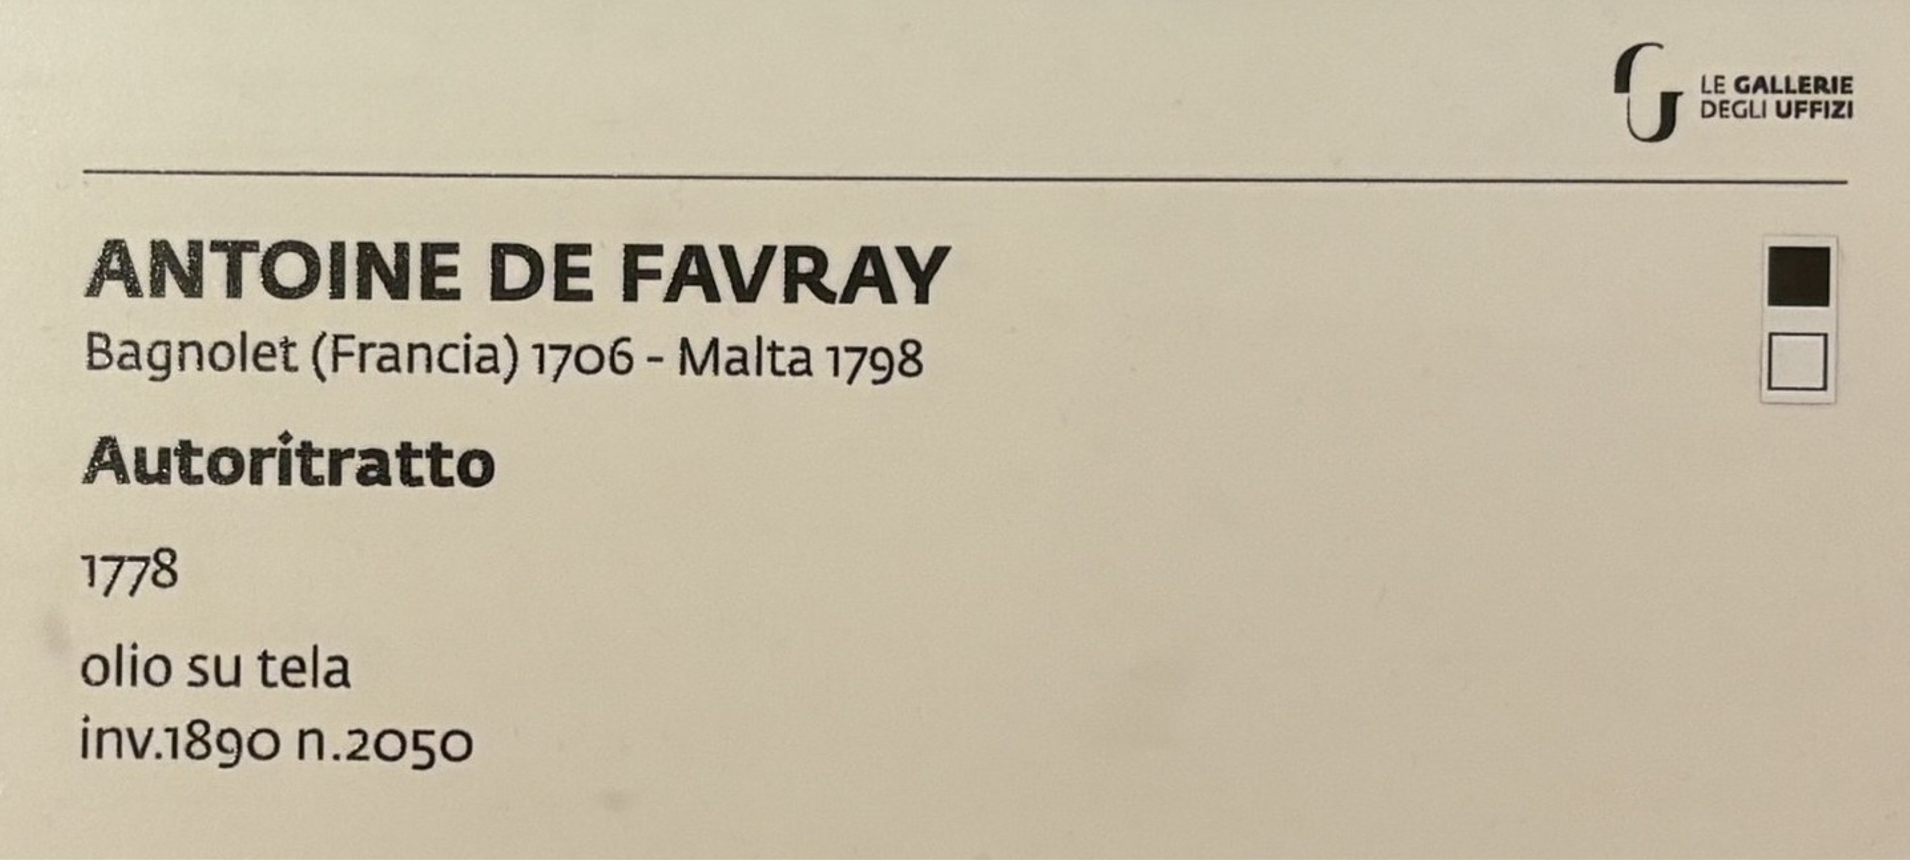 LE GALLERIE
DEGLI UFFIZI
ANTOINE DE FAVRAY
Bagnolet (Francia) 1706 - Malta 1798
Autoritratto
1778
olio su tela
inv.1890 n.2050